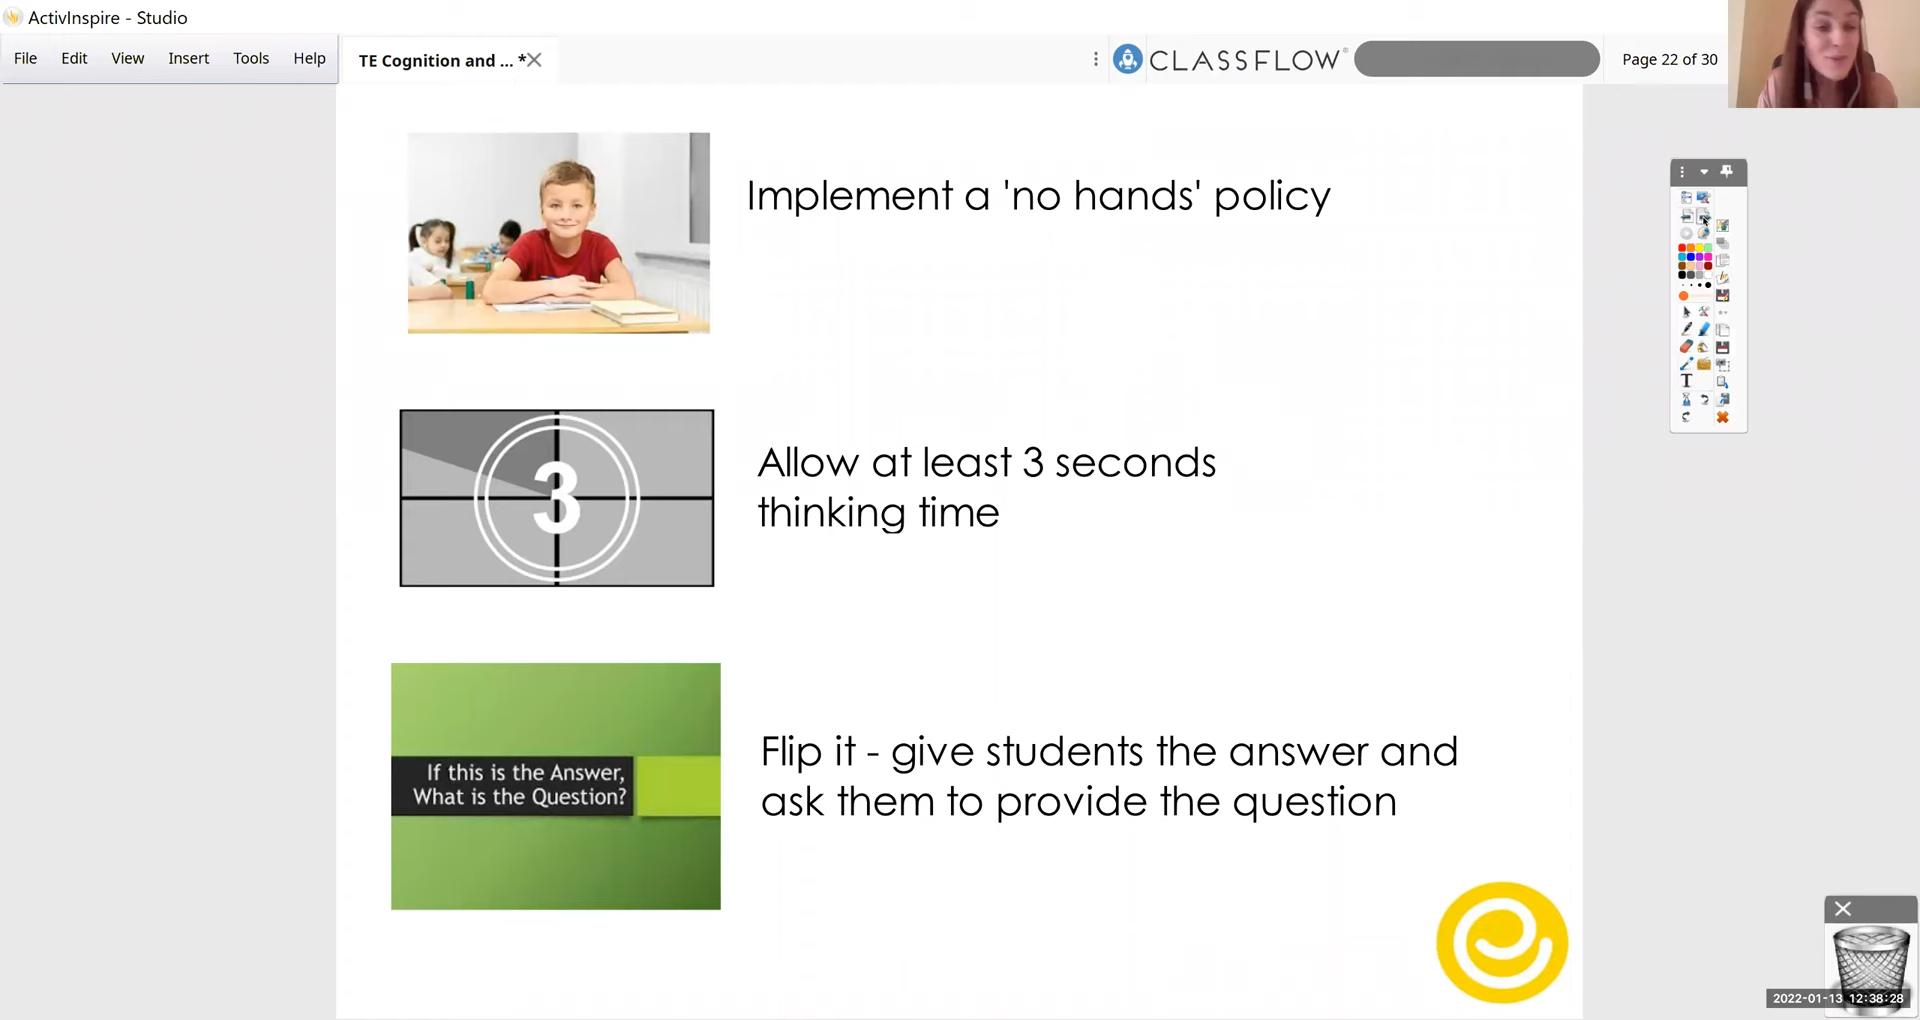 ActivInspire - Studio
File Edit View Insert Tools Help
TE Cognition and ... *
CLASSFLOW
Page 22 of 30
Implement a 'no hands' policy
3
Allow at least 3 seconds
thinking time
If this is the Answer,
What is the Question?
Flip it - give students the answer and
ask them to provide the question
T
2022-01-13 12:38:28